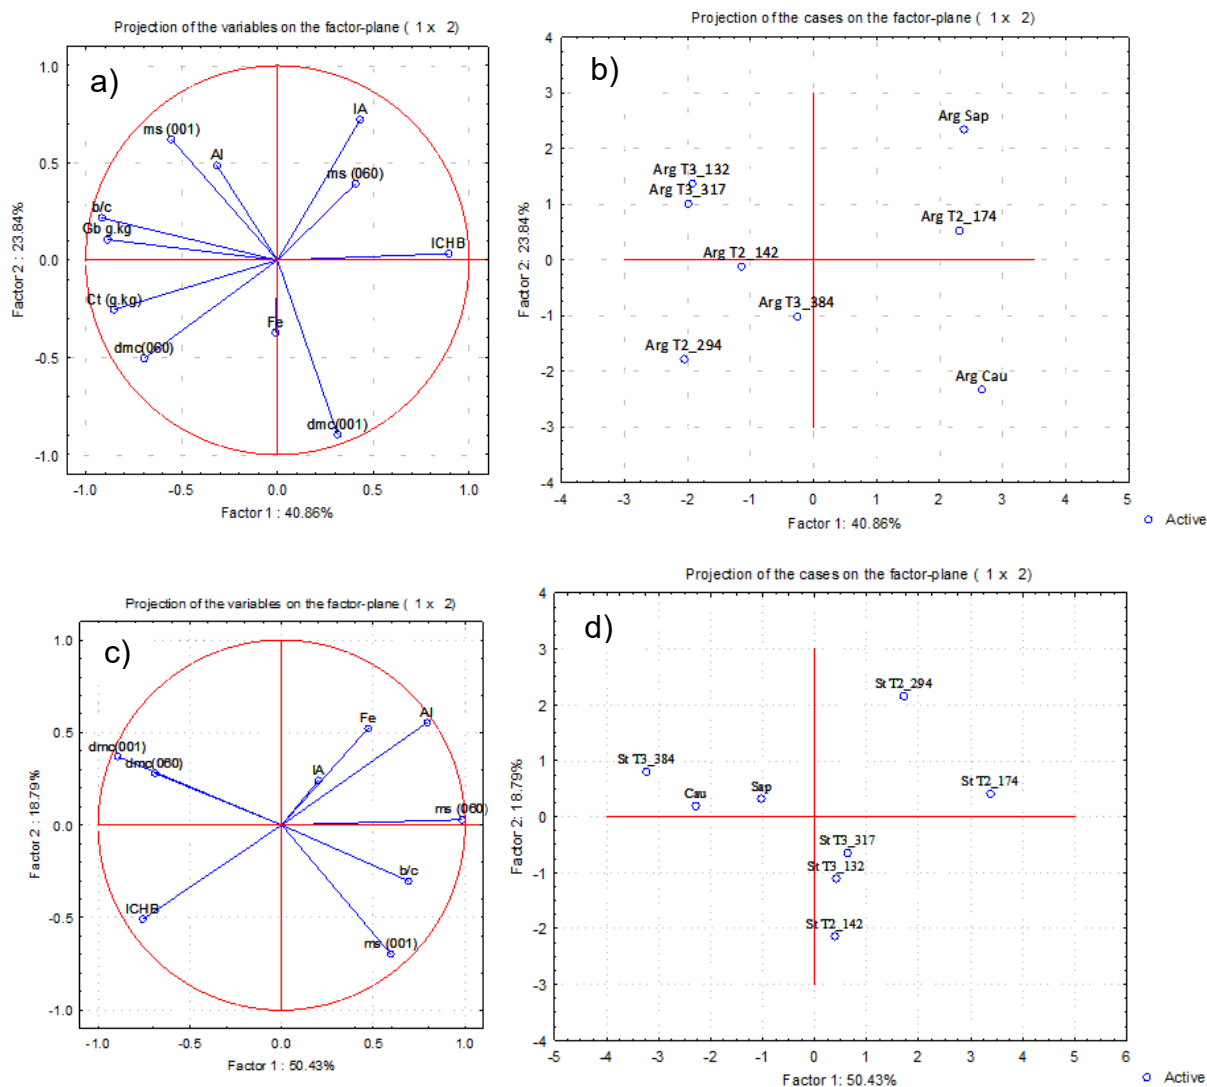 Projection of the variables on the factor-plane ( 1 x 2)
a)
1.0
0.5
0.0
-0.5
-1.0
Factor 2 : 23.84%
IA
ms (001)
Al
ms (060)
b/c
Gb g.kg
ICHB
Ct (g.kg)
Fe
dmc(060)
dmc(001)
-1.0 -0.5 0.0 0.5 1.0
Factor 1 : 40.86%
Projection of the cases on the factor-plane ( 1 x 2)
b)
4
3
2
1
0
-1
-2
-3
-4
Factor 2: 23.84%
Arg Sap
Arg T3_132
Arg T3_317
Arg T2_174
Arg T2_142
Arg T3_384
Arg T2_294
Arg Cau
-4 -3 -2 -1 0 1 2 3 4 5
Factor 1: 40.86%
Active
Projection of the variables on the factor-plane ( 1 x 2)
c)
1.0
0.5
0.0
-0.5
-1.0
Factor 2 : 18.79%
Fe
Al
dmc(001)
dmc(060)
IA
ms (060)
b/c
ICHB
ms (001)
-1.0 -0.5 0.0 0.5 1.0
Factor 1 : 50.43%
Projection of the cases on the factor-plane ( 1 x 2)
d)
4
3
2
1
0
-1
-2
-3
-4
Factor 2: 18.79%
St T2_294
St T3_384
Cau
Sap
St T2_174
St T3_317
St T3_132
St T2_142
-5 -4 -3 -2 -1 0 1 2 3 4 5 6
Factor 1: 50.43%
Active